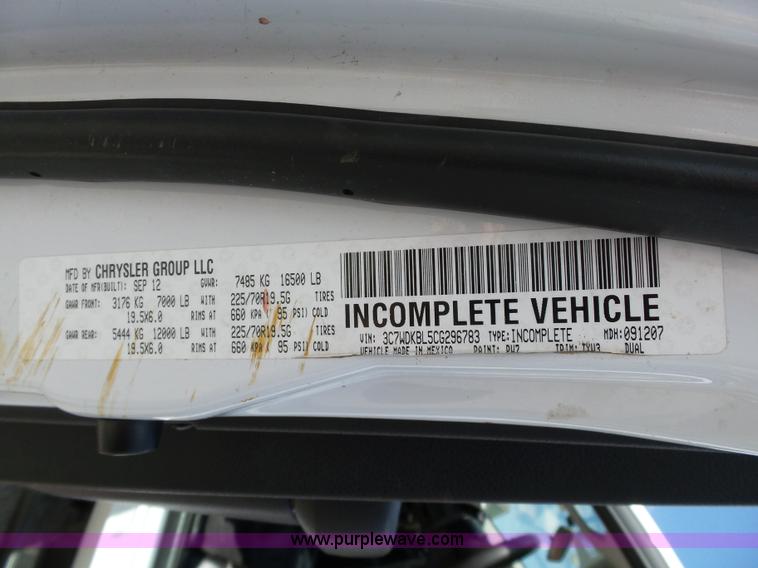 MFD BY CHRYSLER GROUP LLC
DATE OF MFR(BUILT): SEP 12 GVWR: 7485 KG 16500 LB
GAWR FRONT: 3176 KG 7000 LB WITH 225/70R19.5G TIRES
19.5X6.0 RIMS AT 660 KPA 95 PSI) COLD
GAWR REAR: 5444 KG 12000 LB WITH 225/70R19.5G TIRES
19.5X6.0 RIMS AT 660 KPA 95 PSI) COLD
INCOMPLETE VEHICLE
VIN: 3C7WDKBL5CG296783 TYPE: INCOMPLETE MDH: 091207
VEHICLE MADE IN MEXICO PAINT: PW7 TRIM: DUAL
www.purplewave.com